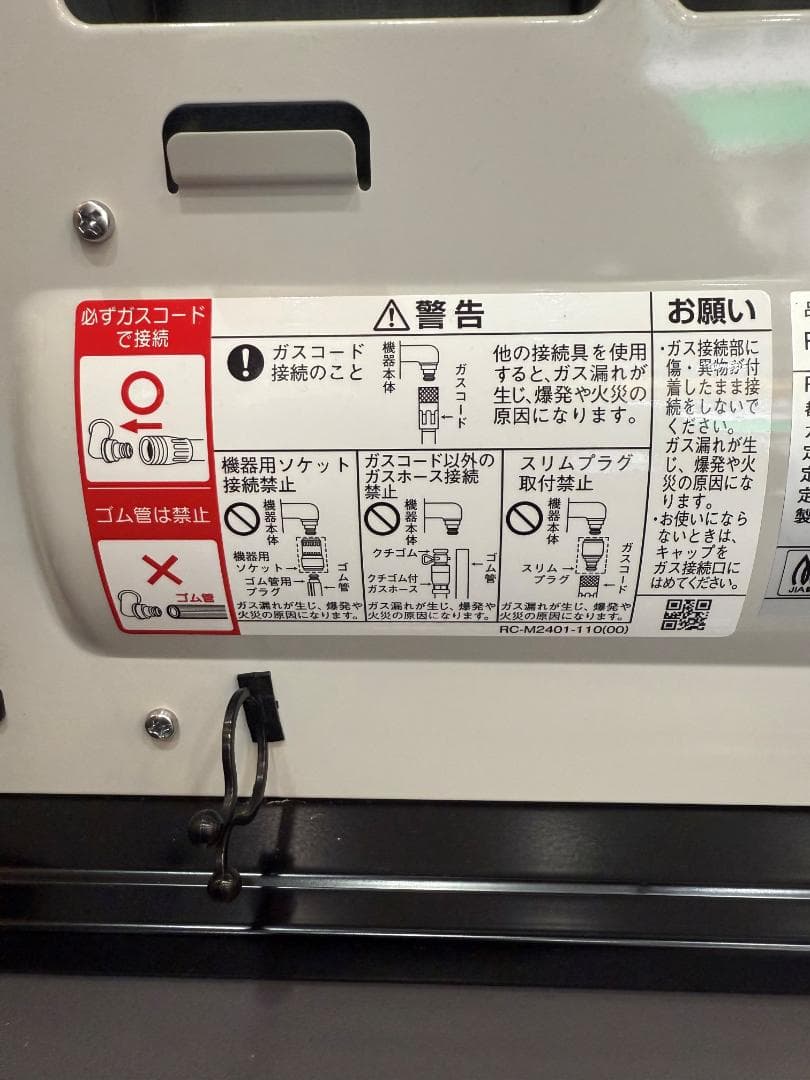 必ずガスコード
で接続
ゴム管は禁止
ゴム管
警告
ガスコード
接続のこと
機器本体
ガスコード
他の接続具を使用
すると、ガス漏れが
生じ、爆発や火災の
原因になります。
機器用ソケット
接続禁止
機器本体
機器用
ソケット
ゴム管用
プラグ
ゴム管
ガス漏れが生じ、爆発や
火災の原因になります。
ガスコード以外の
ガスホース接続
禁止
機器本体
クチゴム
クチゴム付
ガスホース
ゴム管
ガス漏れが生じ、爆発や
火災の原因になります。
スリムプラグ
取付禁止
機器本体
スリム
プラグ
ガスコード
ガス漏れが生じ、爆発や
火災の原因になります。
RC-M2401-110(00)
お願い
・ガス接続部に
傷・異物が付
着したまま接
続をしないで
ください。
ガス漏れが生
じ、爆発や火
災の原因にな
ります。
・お使いになら
ないときは、
キャップを
ガス接続口に
はめてください。
製
JIA